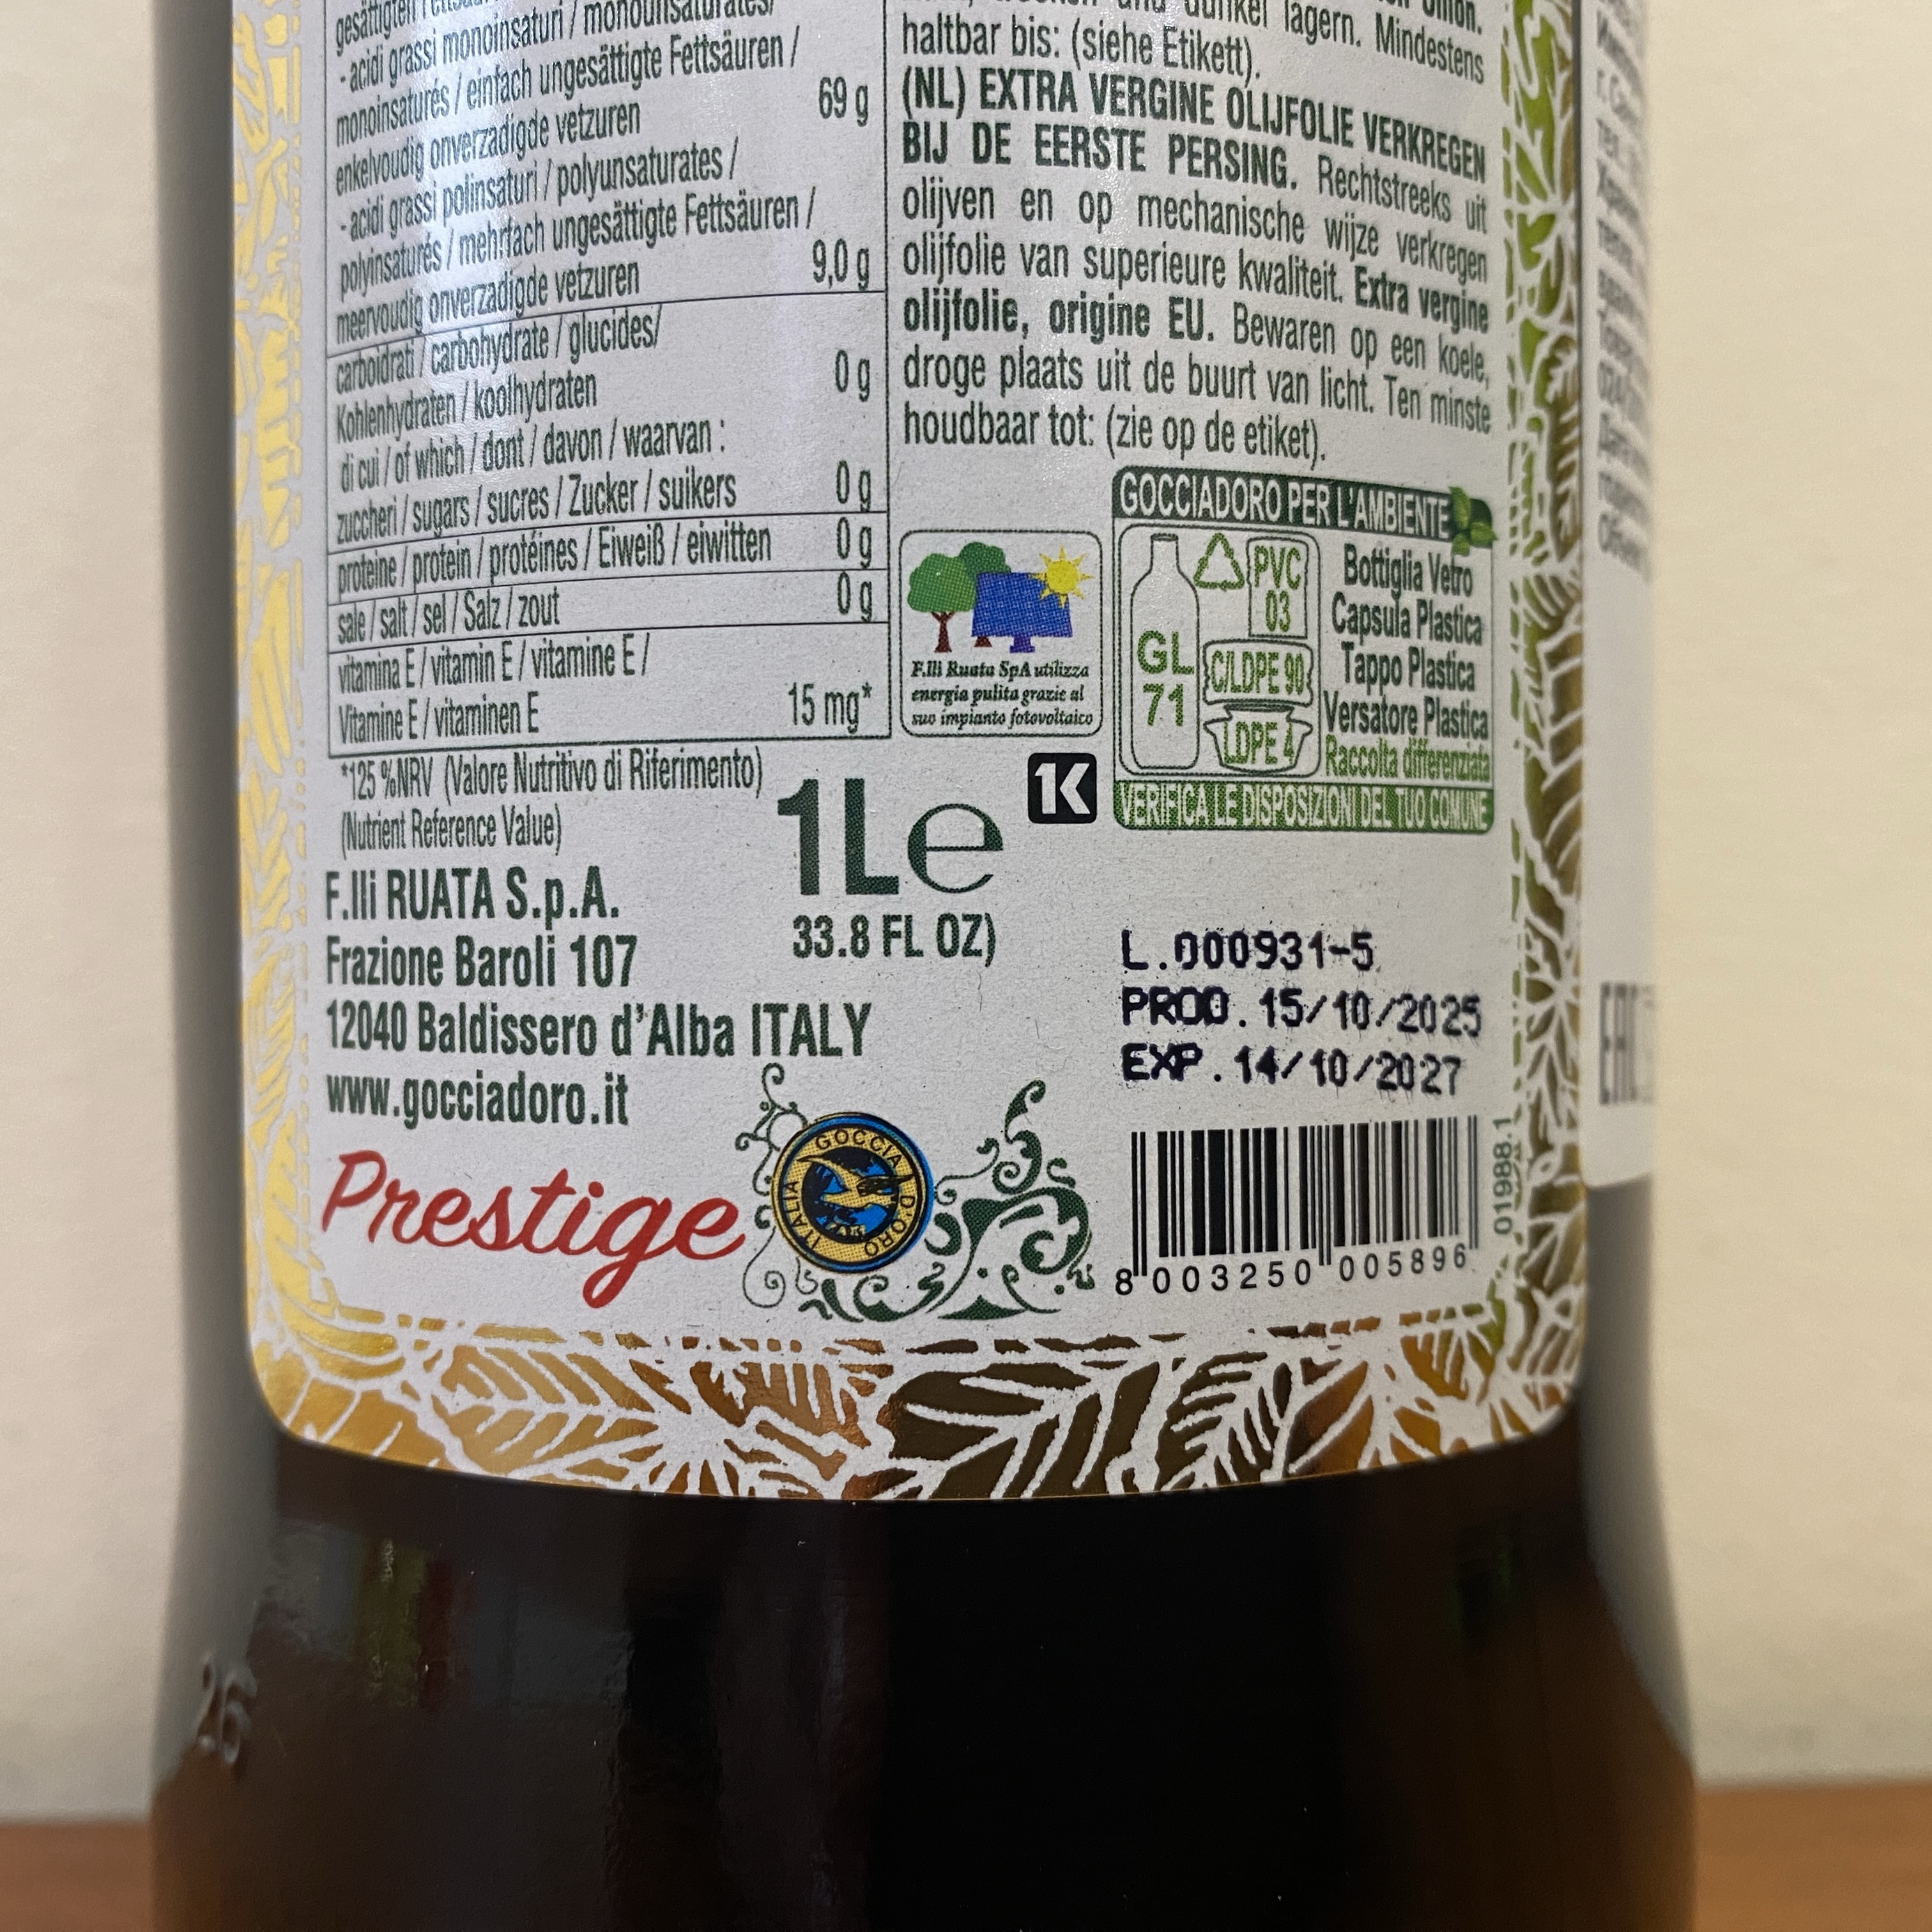 - acidi grassi monoinsaturi / monounsaturates/
monoinsaturés / einfach ungesättigte Fettsäuren /
enkelvoudig onverzadigde vetzuren 69 g
- acidi grassi polinsaturi / polyunsaturates /
polyinsaturés / mehrfach ungesättigte Fettsäuren /
meervoudig onverzadigde vetzuren 9,0 g
carboidrati / carbohydrate / glucides/
Kohlenhydraten / koolhydraten 0 g
di cui / of which / dont / davon / waarvan :
zuccheri / sugars / sucres / Zucker / suikers 0 g
proteine / protein / protéines / Eiweiß / eiwitten 0 g
sale / salt / sel / Salz / zout 0 g
vitamina E / vitamin E / vitamine E /
Vitamine E / vitaminen E 15 mg*
*125 %NRV (Valore Nutritivo di Riferimento)
(Nutrient Reference Value)
F.lli RUATA S.p.A.
Frazione Baroli 107
12040 Baldissero d'Alba ITALY
www.gocciadoro.it
Prestige
GOCCIA D'ORO ITALIA
1L e
33.8 FL OZ)
1K
dunkel lagern. Mindestens
haltbar bis: (siehe Etikett).
(NL) EXTRA VERGINE OLIJFOLIE VERKREGEN
BIJ DE EERSTE PERSING. Rechtstreeks uit
olijven en op mechanische wijze verkregen
olijfolie van superieure kwaliteit. Extra vergine
olijfolie, origine EU. Bewaren op een koele,
droge plaats uit de buurt van licht. Ten minste
houdbaar tot: (zie op de etiket).
F.lli Ruata SpA utilizza
energia pulita grazie al
suo impianto fotovoltaico
GOCCIADORO PER L'AMBIENTE
GL
71
PVC
03
C/LDPE 90
LDPE 4
Bottiglia Vetro
Capsula Plastica
Tappo Plastica
Versatore Plastica
Raccolta differenziata
VERIFICA LE DISPOSIZIONI DEL TUO COMUNE
L.000931-5
PROD.15/10/2025
EXP.14/10/2027
8 003250 005896
01988.1
EAC
26